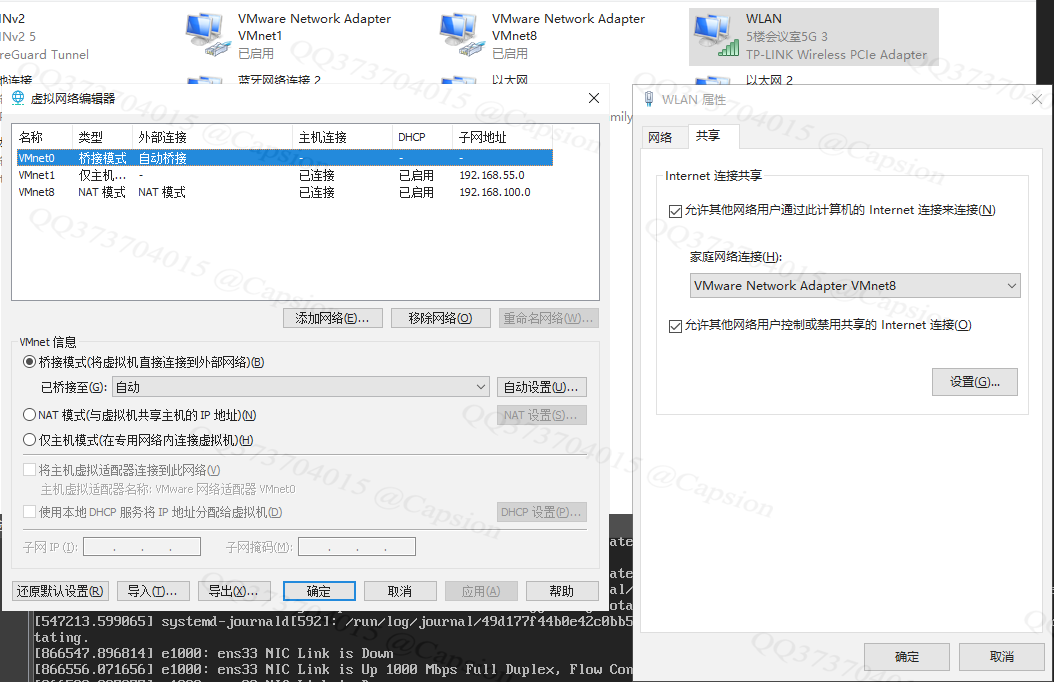 INv2
INv2 5
reGuard Tunnel
VMware Network Adapter
VMnet1
已启用
VMware Network Adapter
VMnet8
已启用
WLAN
5楼会议室5G 3
TP-LINK Wireless PCIe Adapter
蓝牙网络连接 2
以太网
以太网 2
虚拟网络编辑器
名称 类型 外部连接 主机连接 DHCP 子网地址
VMnet0 桥接模式 自动桥接 - - -
VMnet1 仅主机... - 已连接 已启用 192.168.55.0
VMnet8 NAT 模式 NAT 模式 已连接 已启用 192.168.100.0
添加网络(E)... 移除网络(O) 重命名网络(W)...
VMnet 信息
桥接模式(将虚拟机直接连接到外部网络)(B)
已桥接至(G): 自动 自动设置(U)...
NAT 模式(与虚拟机共享主机的 IP 地址)(N) NAT 设置(S)...
仅主机模式(在专用网络内连接虚拟机)(H)
将主机虚拟适配器连接到此网络(V)
主机虚拟适配器名称: VMware 网络适配器 VMnet0
使用本地 DHCP 服务将 IP 地址分配给虚拟机(D) DHCP 设置(P)...
子网 IP (I): . . . 子网掩码(M): . . .
还原默认设置(R) 导入(T)... 导出(X)... 确定 取消 应用(A) 帮助
mily
WLAN 属性
网络 共享
Internet 连接共享
允许其他网络用户通过此计算机的 Internet 连接来连接(N)
家庭网络连接(H):
VMware Network Adapter VMnet8
允许其他网络用户控制或禁用共享的 Internet 连接(O)
设置(G)...
确定 取消
ate
ate
al/
ota
[547213.599065] systemd-journald[592]: /run/log/journal/49d177f44b0e42c0bb5
tating.
[866547.896814] e1000: ens33 NIC Link is Down
[866556.071656] e1000: ens33 NIC Link is Up 1000 Mbps Full Duplex, Flow Con
QQ373704015 @Capsion